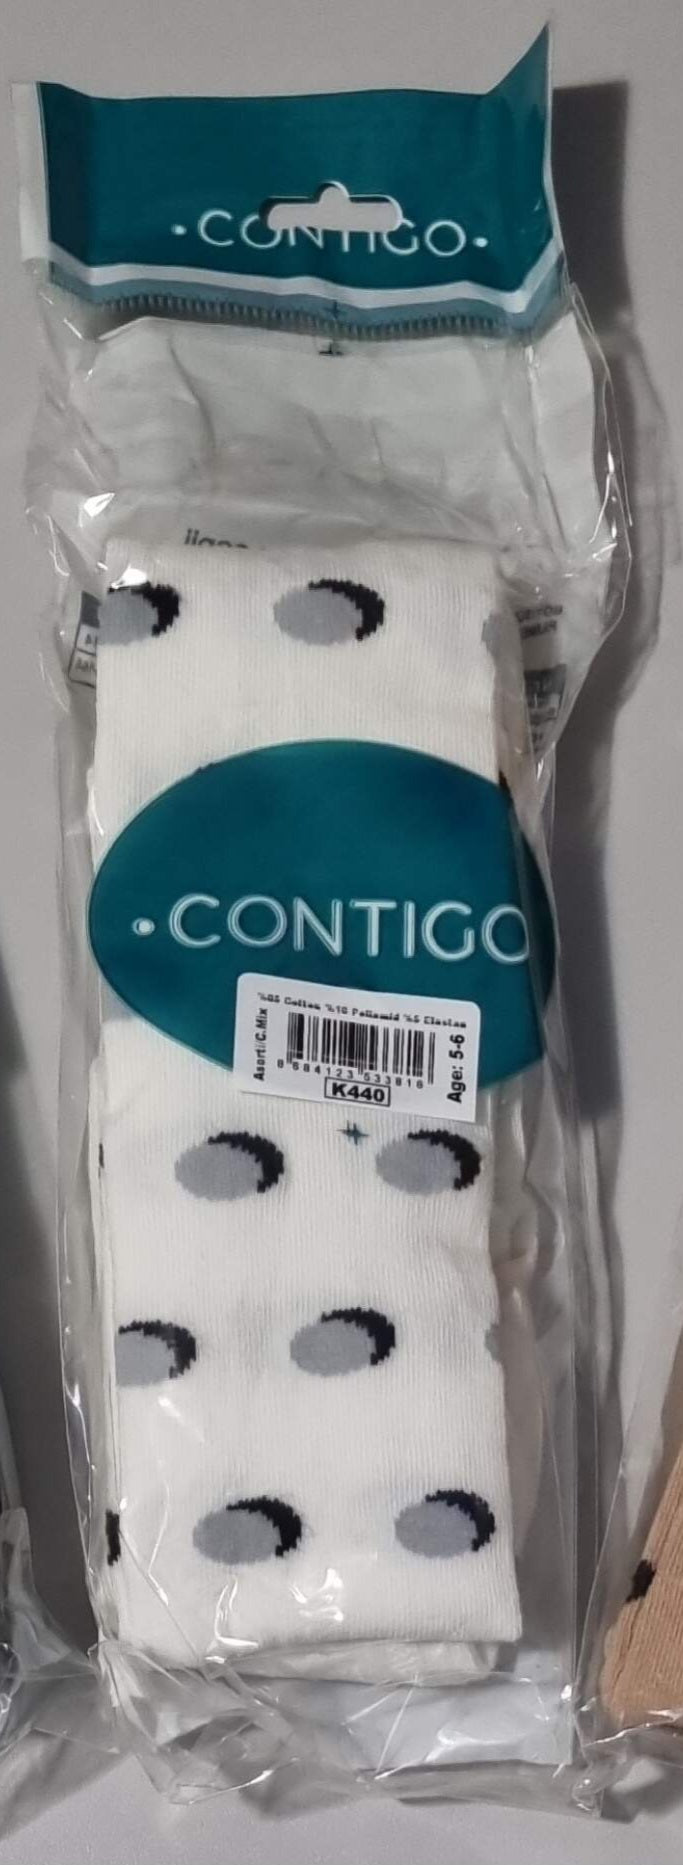 ·CONTIGO·
·CONTIGO
%85 Cotton %10 Poliamid %5 Elastan
Asorti/C.Mix
8 684123 533816
K440
Age: 5-6